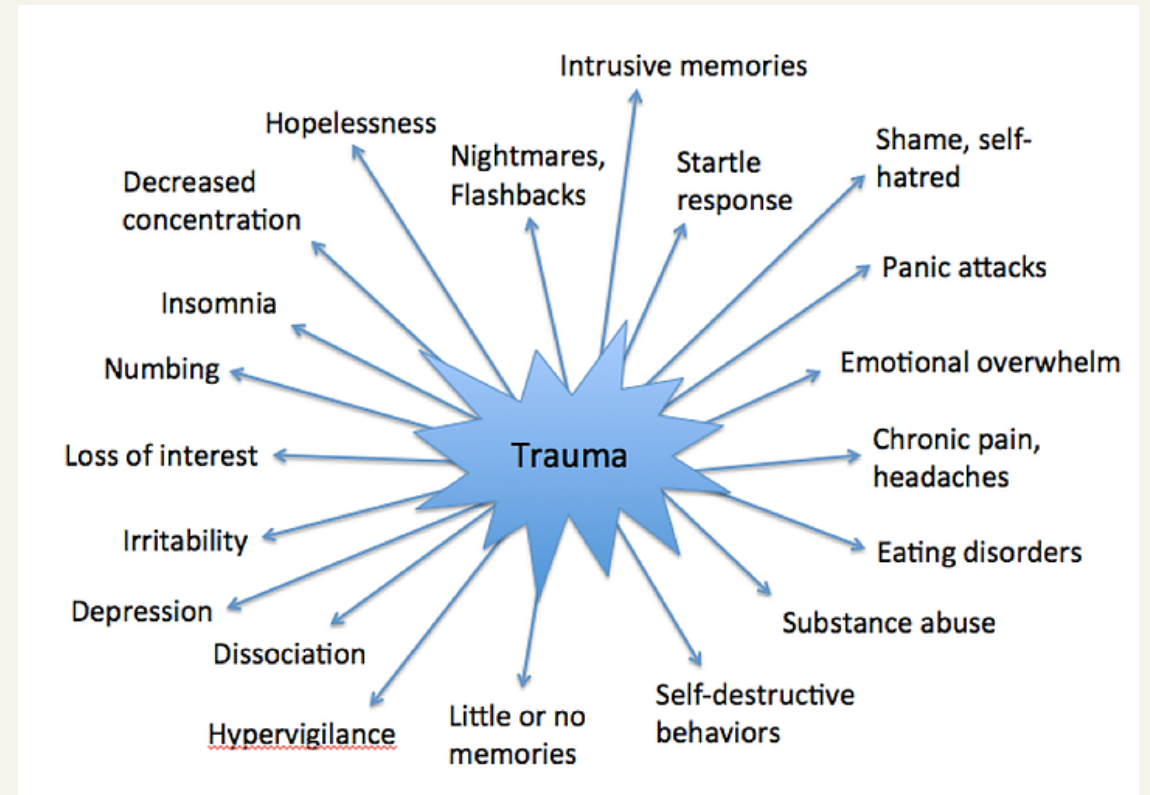 Intrusive memories
Hopelessness
Nightmares,
Flashbacks
Startle
response
Shame, self-
hatred
Decreased
concentration
Panic attacks
Insomnia
Numbing
Emotional overwhelm
Loss of interest
Trauma
Chronic pain,
headaches
Irritability
Eating disorders
Depression
Substance abuse
Dissociation
Self-destructive
behaviors
Hypervigilance
Little or no
memories